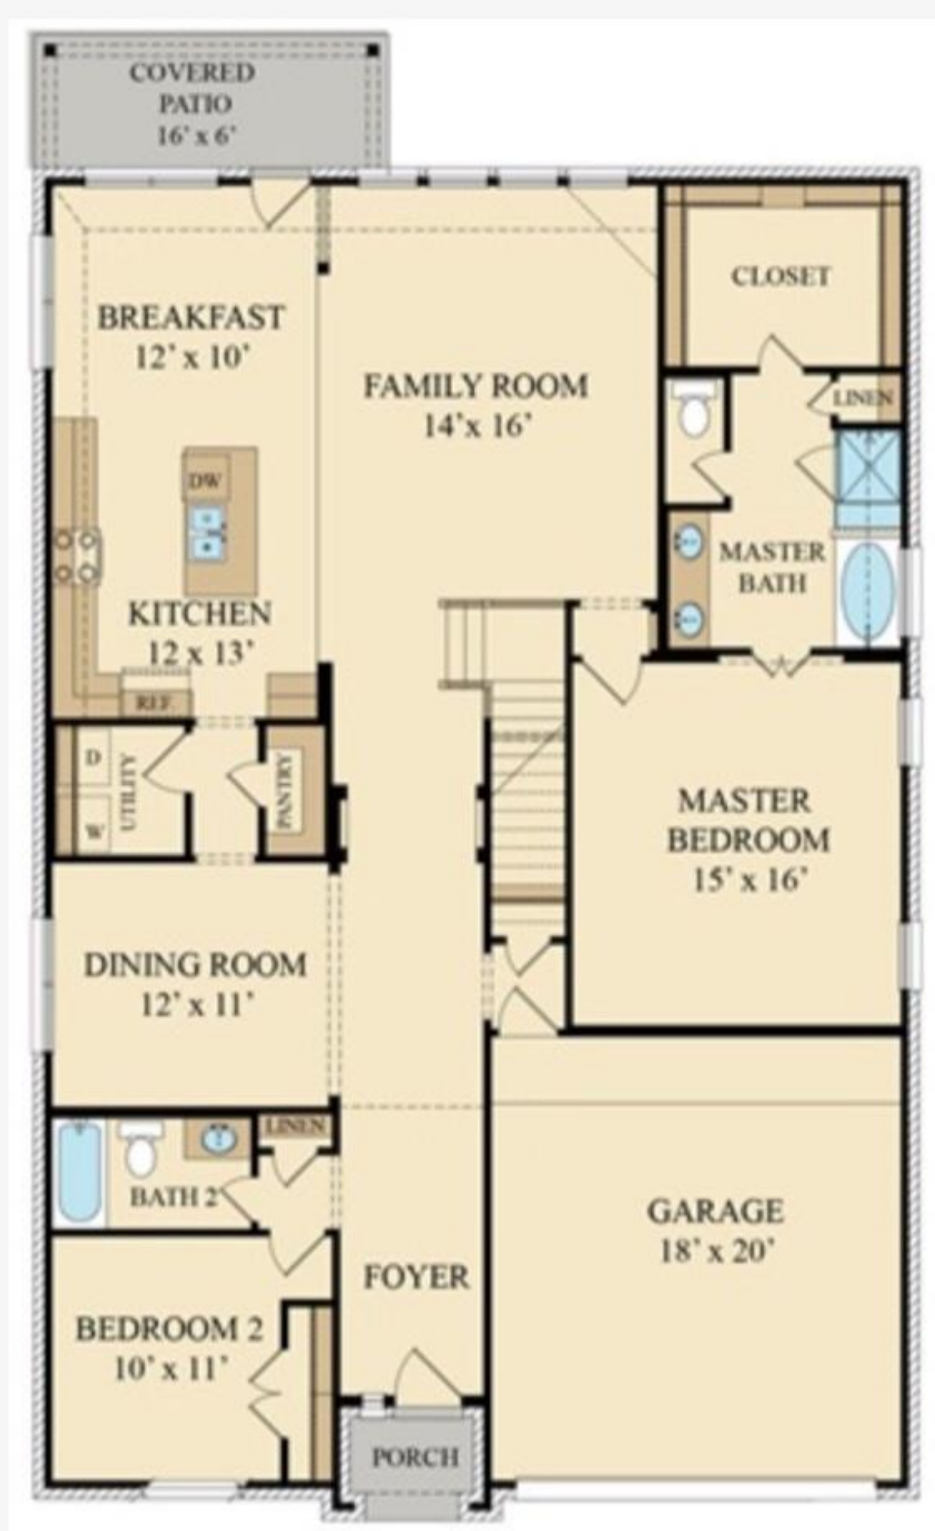 COVERED
PATIO
16' x 6'
BREAKFAST
12' x 10'
FAMILY ROOM
14'x 16'
CLOSET
LINEN
DW
MASTER
BATH
KITCHEN
12 x 13'
REF.
D
W
UTILITY
PANTRY
MASTER
BEDROOM
15' x 16'
DINING ROOM
12' x 11'
LINEN
BATH 2
GARAGE
18' x 20'
FOYER
BEDROOM 2
10' x 11'
PORCH